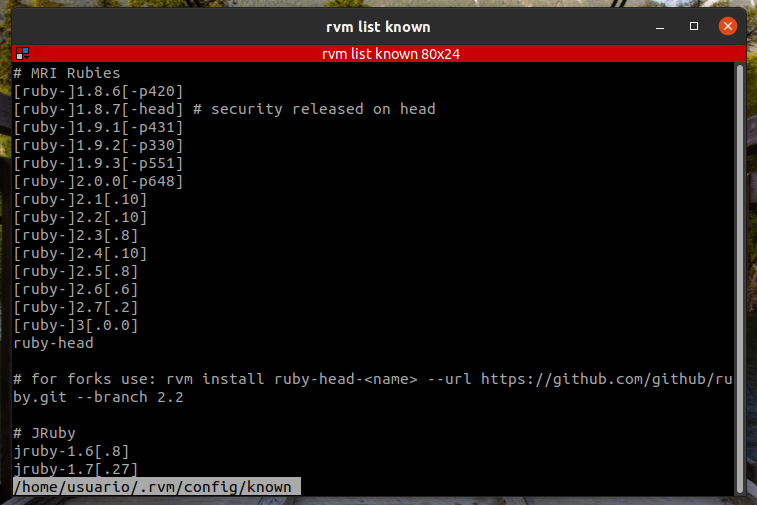 rvm list known
rvm list known 80x24
# MRI Rubies
[ruby-]1.8.6[-p420]
[ruby-]1.8.7[-head] # security released on head
[ruby-]1.9.1[-p431]
[ruby-]1.9.2[-p330]
[ruby-]1.9.3[-p551]
[ruby-]2.0.0[-p648]
[ruby-]2.1[.10]
[ruby-]2.2[.10]
[ruby-]2.3[.8]
[ruby-]2.4[.10]
[ruby-]2.5[.8]
[ruby-]2.6[.6]
[ruby-]2.7[.2]
[ruby-]3[.0.0]
ruby-head
# for forks use: rvm install ruby-head-<name> --url https://github.com/github/ru
by.git --branch 2.2
# JRuby
jruby-1.6[.8]
jruby-1.7[.27]
/home/usuario/.rvm/config/known